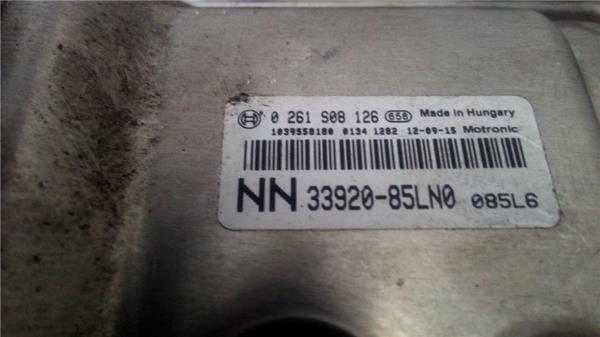 0 261 S08 126 658 Made in Hungary
1039S58180 0134 1282 12-09-15 Motronic
NN 33920-85LN0 085L6